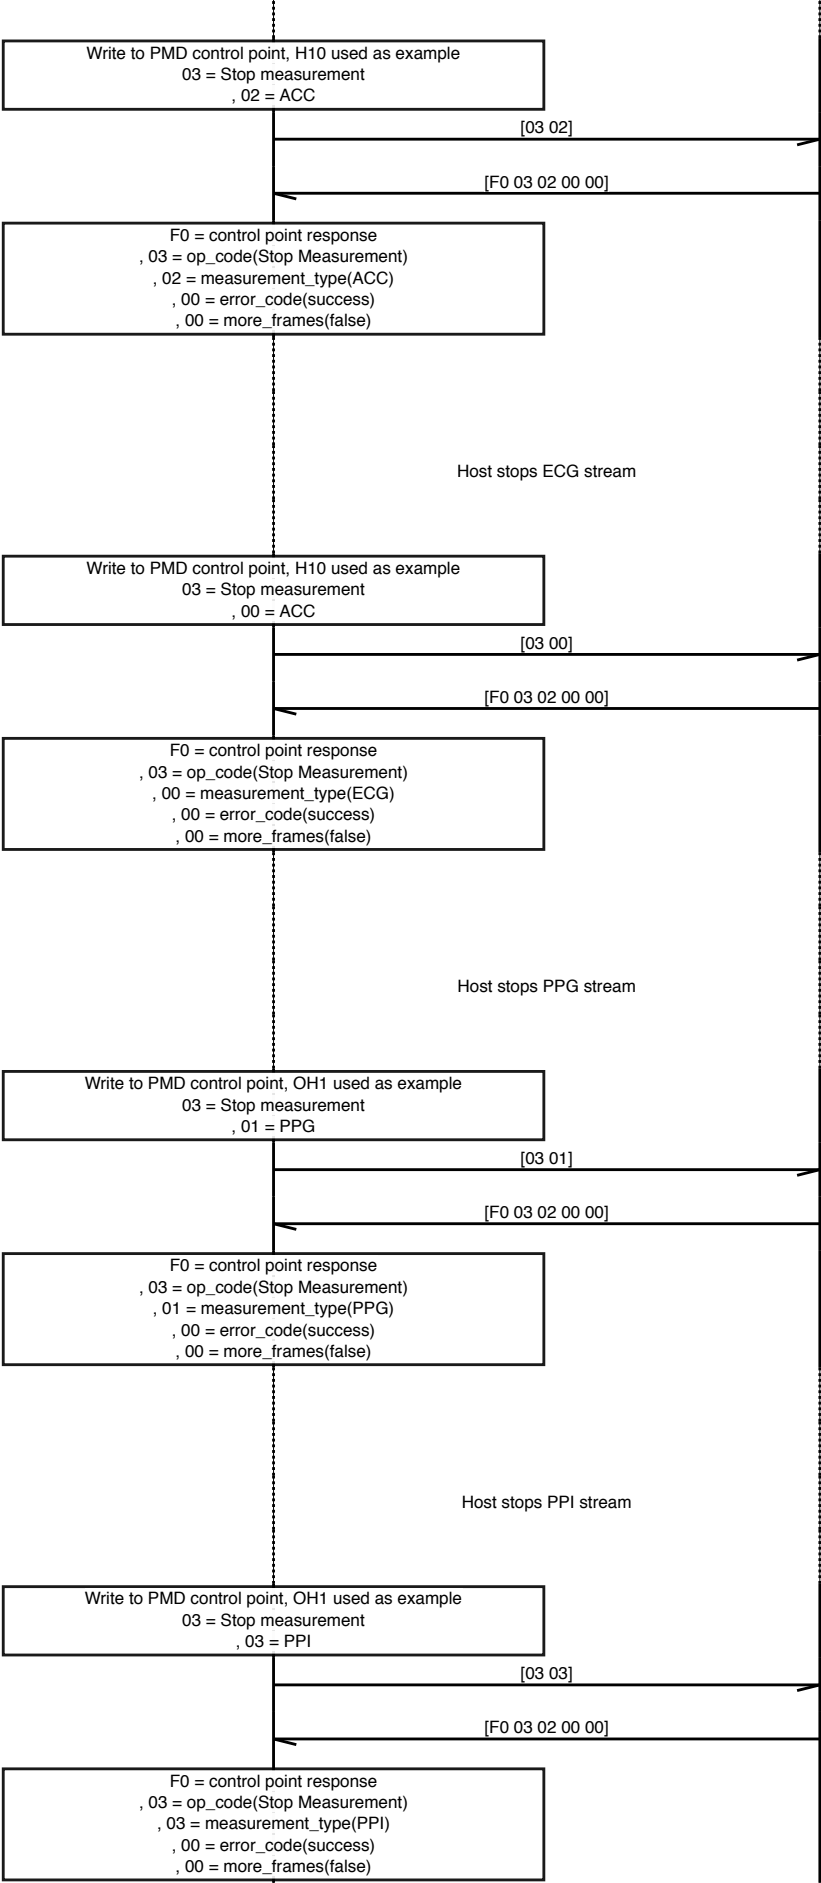 Write to PMD control point, H10 used as example
03 = Stop measurement
, 02 = ACC
[03 02]
[F0 03 02 00 00]
F0 = control point response
, 03 = op_code(Stop Measurement)
, 02 = measurement_type(ACC)
, 00 = error_code(success)
, 00 = more_frames(false)
Host stops ECG stream
Write to PMD control point, H10 used as example
03 = Stop measurement
, 00 = ACC
[03 00]
[F0 03 02 00 00]
F0 = control point response
, 03 = op_code(Stop Measurement)
, 00 = measurement_type(ECG)
, 00 = error_code(success)
, 00 = more_frames(false)
Host stops PPG stream
Write to PMD control point, OH1 used as example
03 = Stop measurement
, 01 = PPG
[03 01]
[F0 03 02 00 00]
F0 = control point response
, 03 = op_code(Stop Measurement)
, 01 = measurement_type(PPG)
, 00 = error_code(success)
, 00 = more_frames(false)
Host stops PPI stream
Write to PMD control point, OH1 used as example
03 = Stop measurement
, 03 = PPI
[03 03]
[F0 03 02 00 00]
F0 = control point response
, 03 = op_code(Stop Measurement)
, 03 = measurement_type(PPI)
, 00 = error_code(success)
, 00 = more_frames(false)